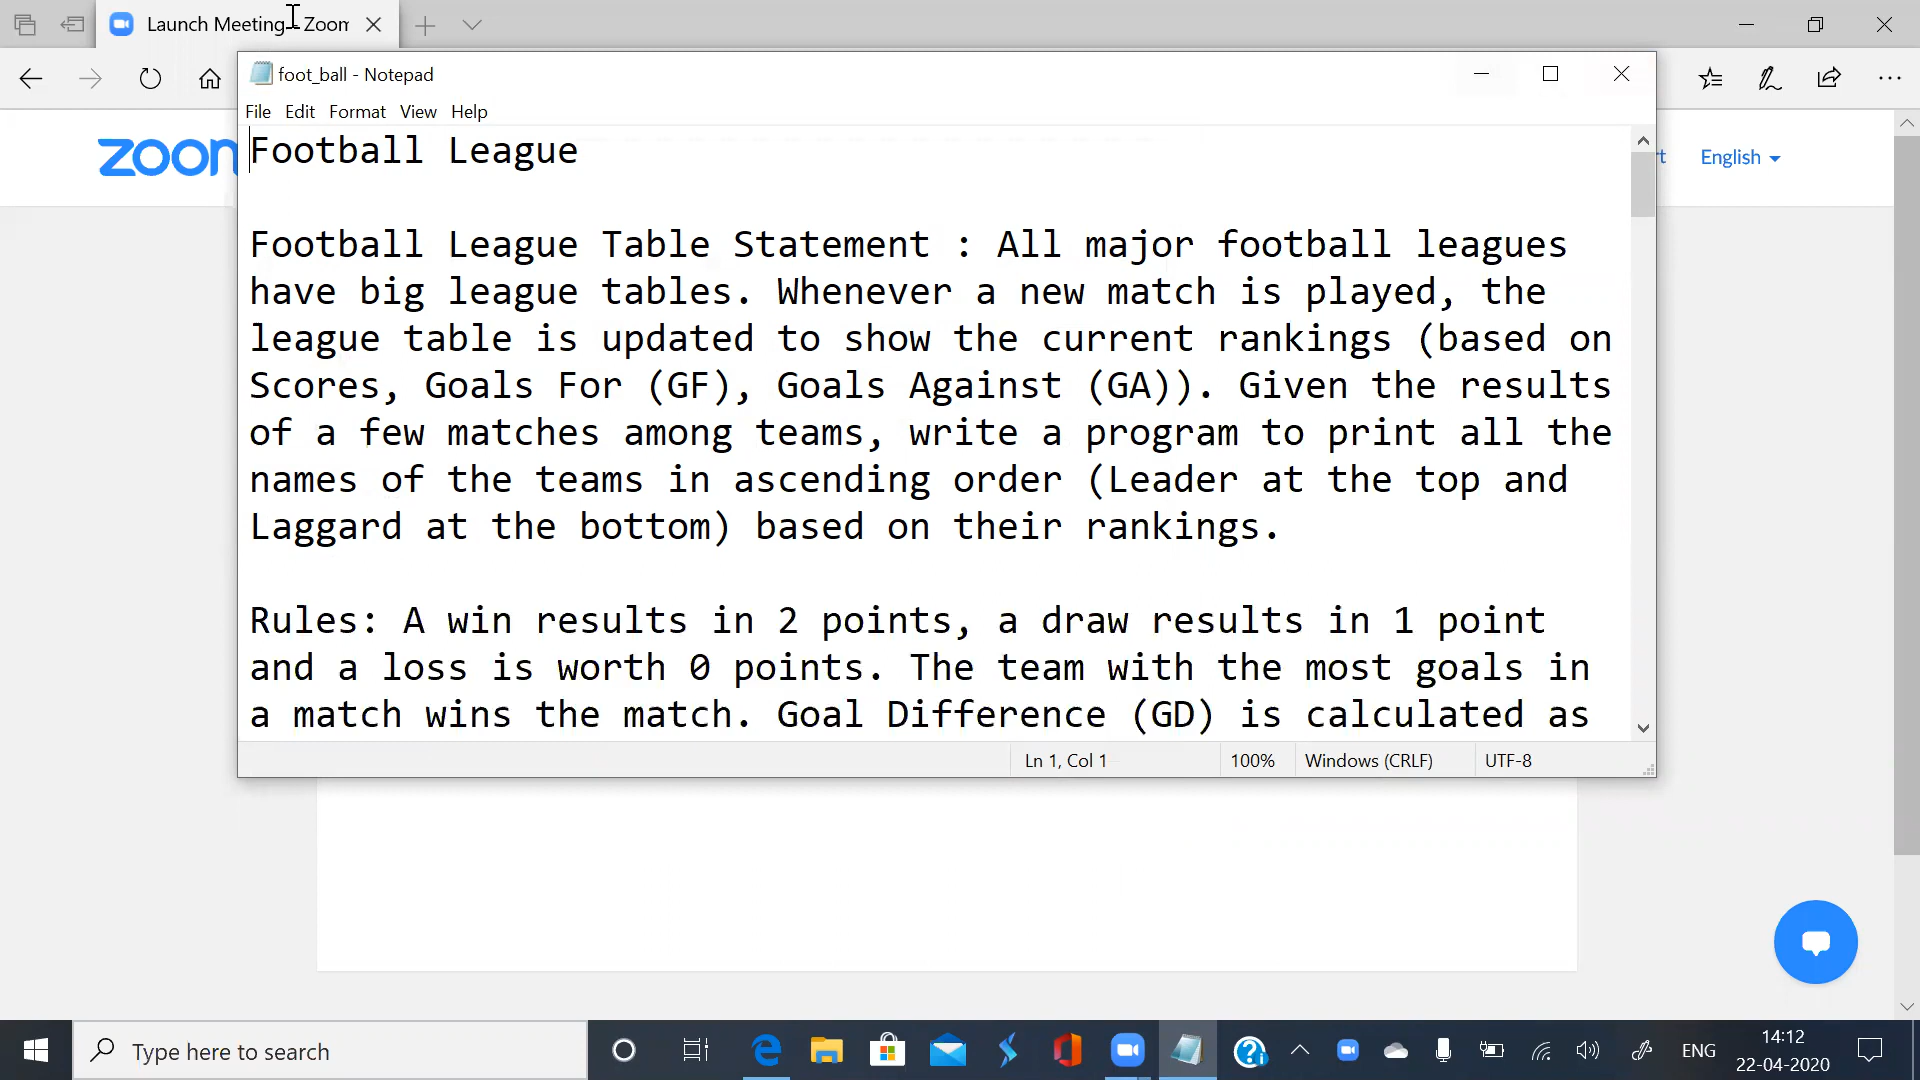 Launch Meeting - Zoom
foot_ball - Notepad
File Edit Format View Help
zoom
English
Football League
Football League Table Statement : All major football leagues
have big league tables. Whenever a new match is played, the
league table is updated to show the current rankings (based on
Scores, Goals For (GF), Goals Against (GA)). Given the results
of a few matches among teams, write a program to print all the
names of the teams in ascending order (Leader at the top and
Laggard at the bottom) based on their rankings.
Rules: A win results in 2 points, a draw results in 1 point
and a loss is worth 0 points. The team with the most goals in
a match wins the match. Goal Difference (GD) is calculated as
Ln 1, Col 1 100% Windows (CRLF) UTF-8
Type here to search
ENG
14:12
22-04-2020